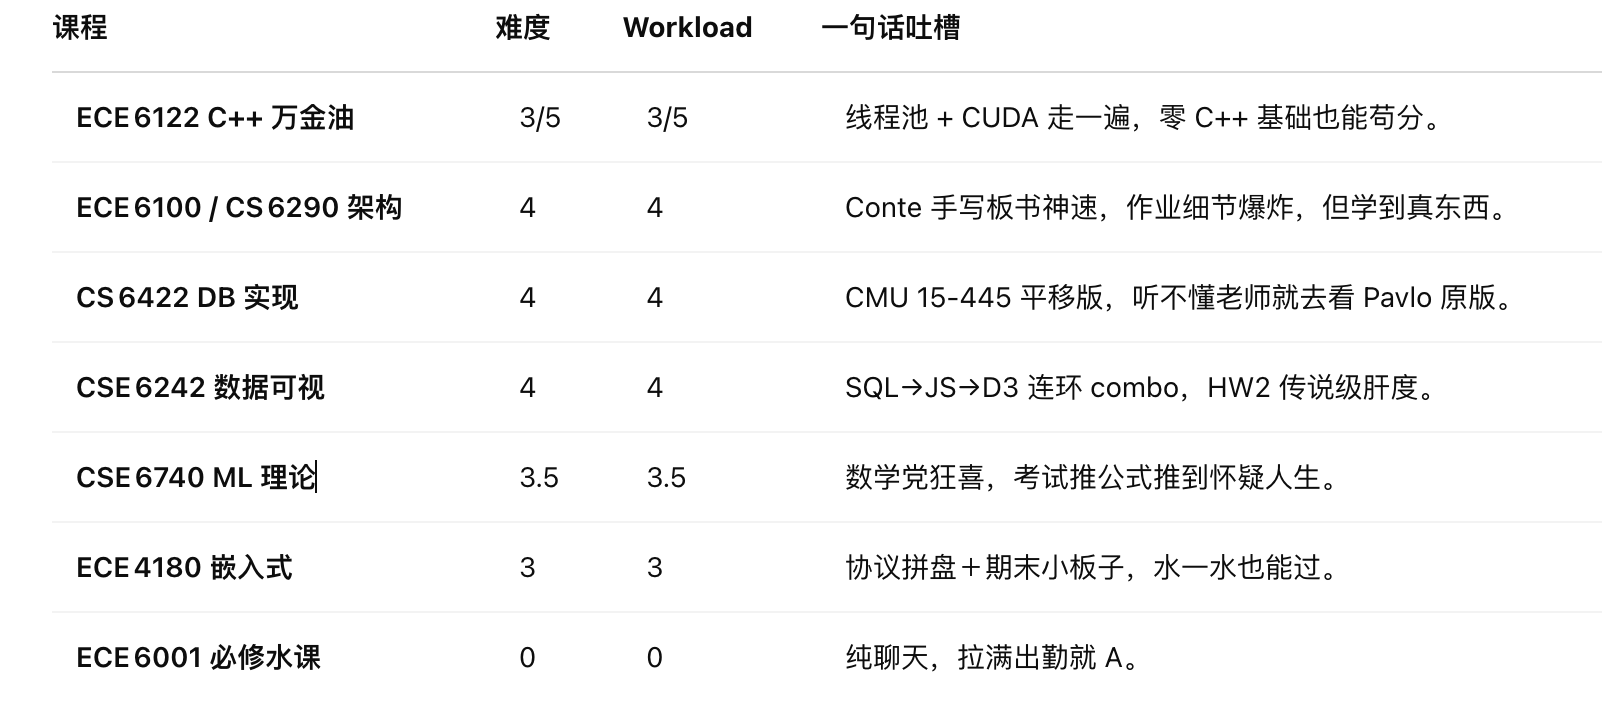 课程 难度 Workload 一句话吐槽
ECE 6122 C++ 万金油 3/5 3/5 线程池 + CUDA 走一遍，零 C++ 基础也能苟分。
ECE 6100 / CS 6290 架构 4 4 Conte 手写板书神速，作业细节爆炸，但学到真东西。
CS 6422 DB 实现 4 4 CMU 15-445 平移版，听不懂老师就去看 Pavlo 原版。
CSE 6242 数据可视 4 4 SQL→JS→D3 连环 combo，HW2 传说级肝度。
CSE 6740 ML 理论 3.5 3.5 数学党狂喜，考试推公式推到怀疑人生。
ECE 4180 嵌入式 3 3 协议拼盘＋期末小板子，水一水也能过。
ECE 6001 必修水课 0 0 纯聊天，拉满出勤就 A。